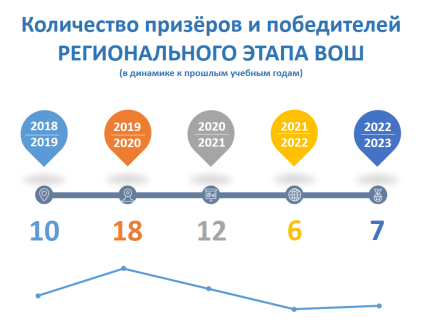 Количество призёров и победителей
РЕГИОНАЛЬНОГО ЭТАПА ВОШ
(в динамике к прошлым учебным годам)
2018 2019 2020 2021 2022
2019 2020 2021 2022 2023
10 18 12 6 7